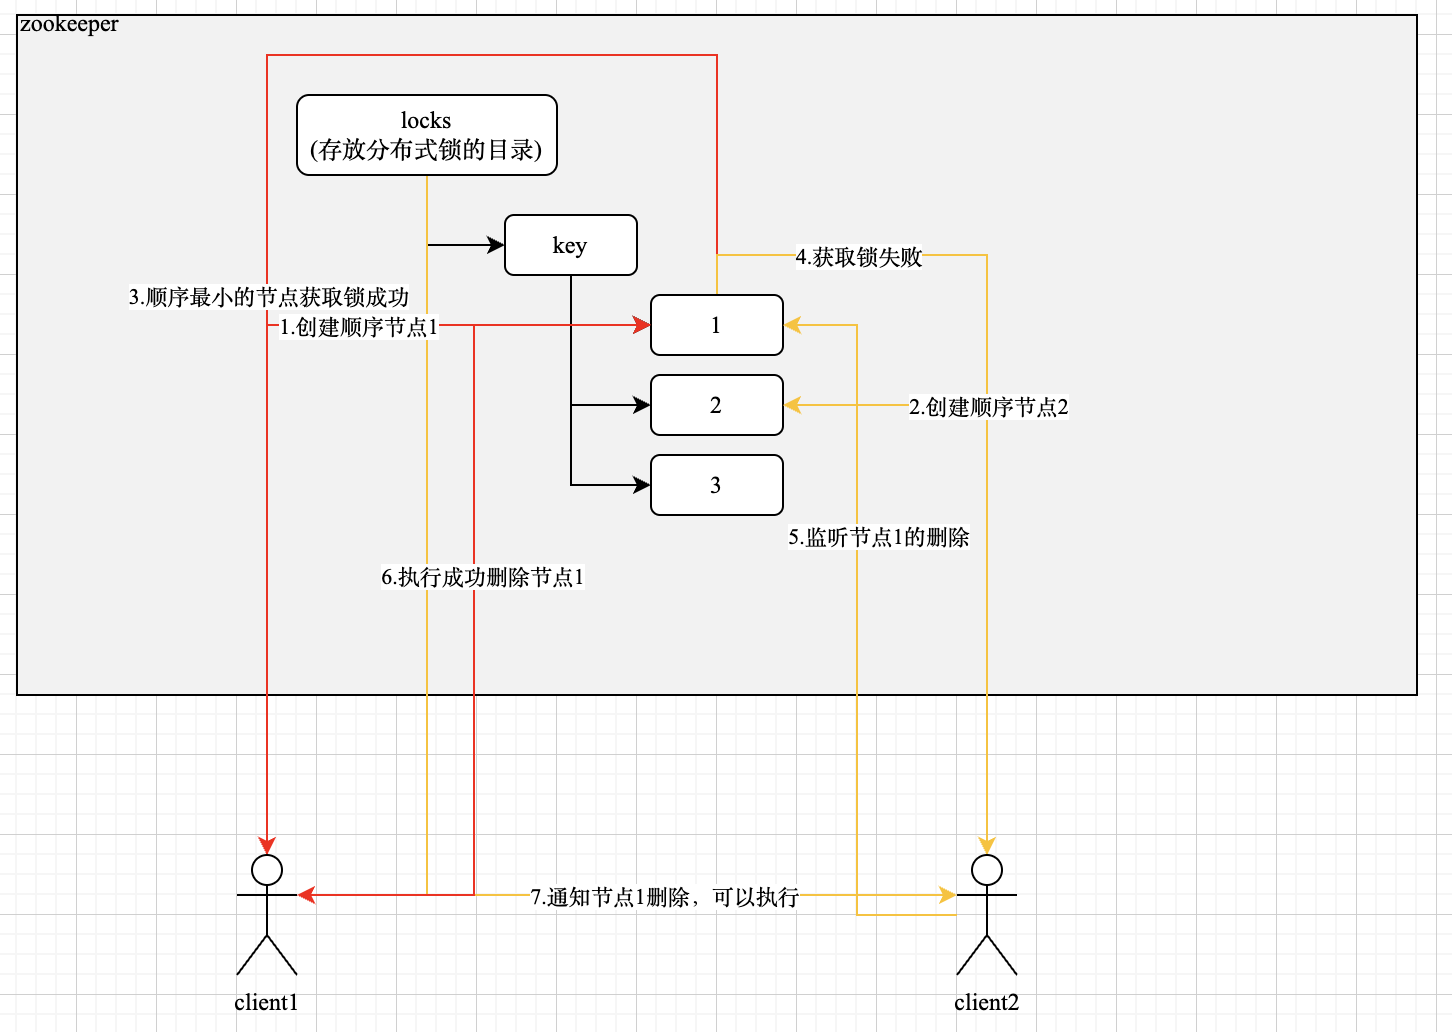 zookeeper
locks
(存放分布式锁的目录)
key
4.获取锁失败
3.顺序最小的节点获取锁成功
1.创建顺序节点1
1
2
2.创建顺序节点2
3
5.监听节点1的删除
6.执行成功删除节点1
7.通知节点1删除，可以执行
client1
client2